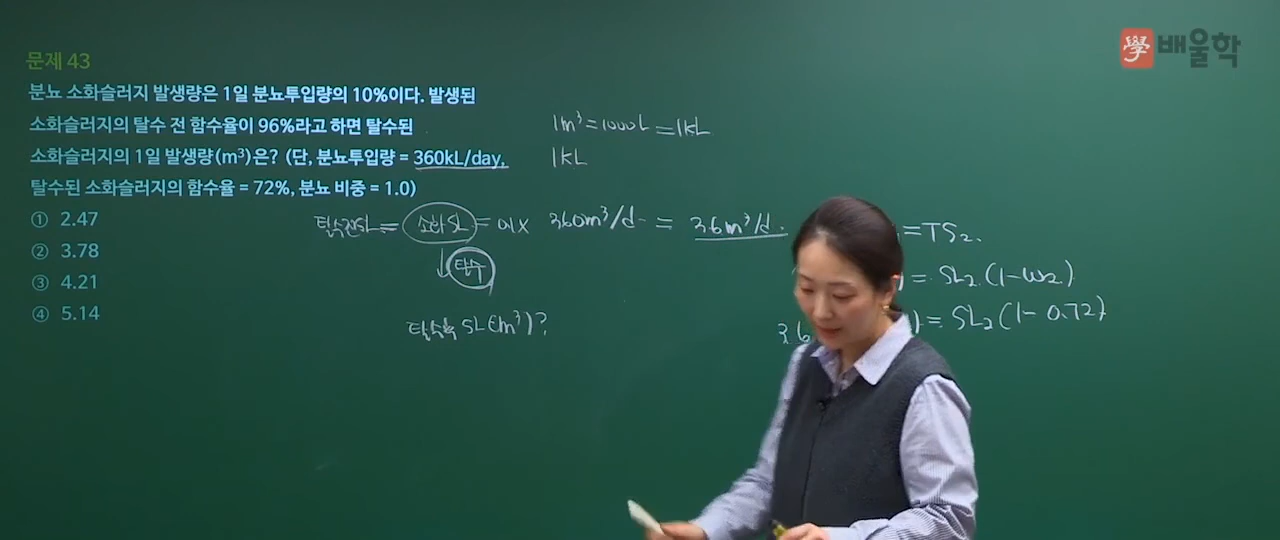 學 배울학
문제 43
분뇨 소화슬러지 발생량은 1일 분뇨투입량의 10%이다. 발생된
소화슬러지의 탈수 전 함수율이 96%라고 하면 탈수된
소화슬러지의 1일 발생량(m³)은? (단, 분뇨투입량 = 360kL/day,
탈수된 소화슬러지의 함수율 = 72%, 분뇨 비중 = 1.0)
① 2.47
② 3.78
③ 4.21
④ 5.14
1m³ = 1000L = 1kL
1kL
탈수전SL = 소화SL = 0.1 x 360m³/d = 36m³/d.
↓ 탈수
탈수후 SL(m³)?
= TS₂.
) = SL₂ (1-W₂)
36 ) = SL₂ (1- 0.72)